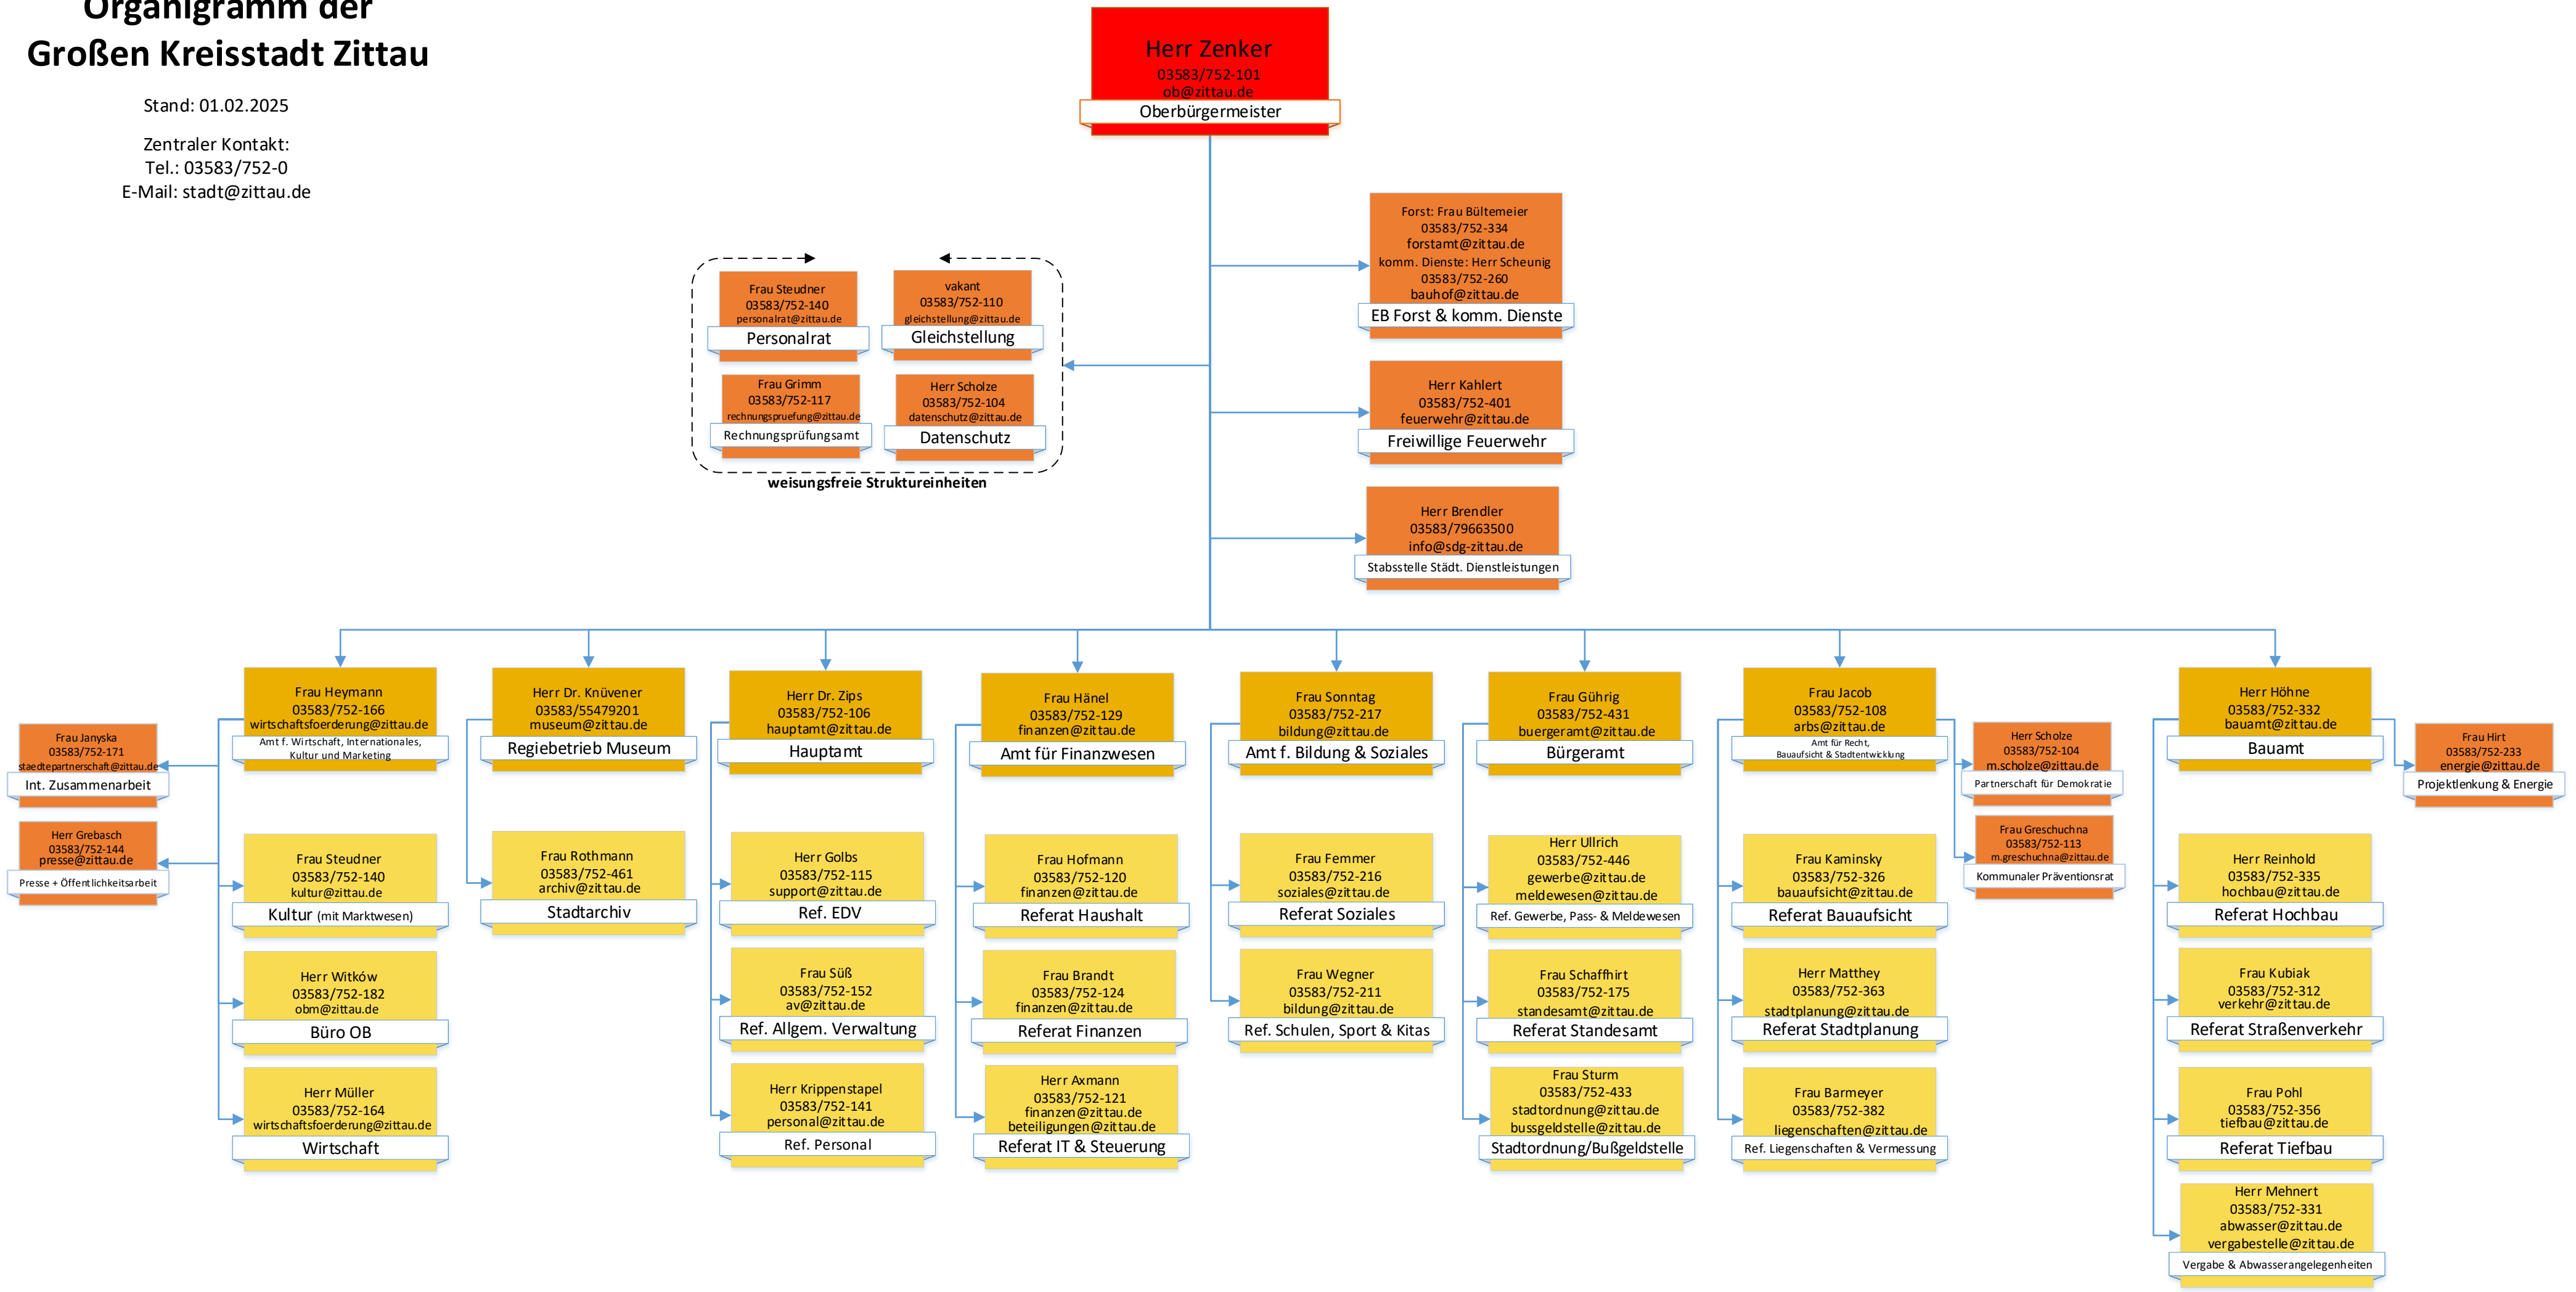 Organigramm der
Großen Kreisstadt Zittau
Stand: 01.02.2025
Zentraler Kontakt:
Tel.: 03583/752-0
E-Mail: stadt@zittau.de
Herr Zenker
03583/752-101
ob@zittau.de
Oberbürgermeister
Forst: Frau Bültemeier
03583/752-334
forstamt@zittau.de
komm. Dienste: Herr Scheunig
03583/752-260
bauhof@zittau.de
EB Forst & komm. Dienste
Frau Steudner
03583/752-140
personalrat@zittau.de
Personalrat
vakant
03583/752-110
gleichstellung@zittau.de
Gleichstellung
Frau Grimm
03583/752-117
rechnungspruefung@zittau.de
Rechnungsprüfungsamt
Herr Scholze
03583/752-104
datenschutz@zittau.de
Datenschutz
weisungsfreie Struktureinheiten
Herr Kahlert
03583/752-401
feuerwehr@zittau.de
Freiwillige Feuerwehr
Herr Brendler
03583/79663500
info@sdg-zittau.de
Stabsstelle Städt. Dienstleistungen
Frau Heymann
03583/752-166
wirtschaftsfoerderung@zittau.de
Amt f. Wirtschaft, Internationales,
Kultur und Marketing
Frau Janyska
03583/752-171
staedtepartnerschaft@zittau.de
Int. Zusammenarbeit
Herr Grebasch
03583/752-144
presse@zittau.de
Presse + Öffentlichkeitsarbeit
Frau Steudner
03583/752-140
kultur@zittau.de
Kultur (mit Marktwesen)
Herr Witków
03583/752-182
obm@zittau.de
Büro OB
Herr Müller
03583/752-164
wirtschaftsfoerderung@zittau.de
Wirtschaft
Herr Dr. Knüvener
03583/55479201
museum@zittau.de
Regiebetrieb Museum
Frau Rothmann
03583/752-461
archiv@zittau.de
Stadtarchiv
Herr Dr. Zips
03583/752-106
hauptamt@zittau.de
Hauptamt
Herr Golbs
03583/752-115
support@zittau.de
Ref. EDV
Frau Süß
03583/752-152
av@zittau.de
Ref. Allgem. Verwaltung
Herr Krippenstapel
03583/752-141
personal@zittau.de
Ref. Personal
Frau Hänel
03583/752-129
finanzen@zittau.de
Amt für Finanzwesen
Frau Hofmann
03583/752-120
finanzen@zittau.de
Referat Haushalt
Frau Brandt
03583/752-124
finanzen@zittau.de
Referat Finanzen
Herr Axmann
03583/752-121
finanzen@zittau.de
beteiligungen@zittau.de
Referat IT & Steuerung
Frau Sonntag
03583/752-217
bildung@zittau.de
Amt f. Bildung & Soziales
Frau Femmer
03583/752-216
soziales@zittau.de
Referat Soziales
Frau Wegner
03583/752-211
bildung@zittau.de
Ref. Schulen, Sport & Kitas
Frau Gührig
03583/752-431
buergeramt@zittau.de
Bürgeramt
Herr Ullrich
03583/752-446
gewerbe@zittau.de
meldewesen@zittau.de
Ref. Gewerbe, Pass- & Meldewesen
Frau Schaffhirt
03583/752-175
standesamt@zittau.de
Referat Standesamt
Frau Sturm
03583/752-433
stadtordnung@zittau.de
bussgeldstelle@zittau.de
Stadtordnung/Bußgeldstelle
Frau Jacob
03583/752-108
arbs@zittau.de
Amt für Recht,
Bauaufsicht & Stadtentwicklung
Herr Scholze
03583/752-104
m.scholze@zittau.de
Partnerschaft für Demokratie
Frau Greschuchna
03583/752-113
m.greschuchna@zittau.de
Kommunaler Präventionsrat
Frau Kaminsky
03583/752-326
bauaufsicht@zittau.de
Referat Bauaufsicht
Herr Matthey
03583/752-363
stadtplanung@zittau.de
Referat Stadtplanung
Frau Barmeyer
03583/752-382
liegenschaften@zittau.de
Ref. Liegenschaften & Vermessung
Herr Höhne
03583/752-332
bauamt@zittau.de
Bauamt
Frau Hirt
03583/752-233
energie@zittau.de
Projektlenkung & Energie
Herr Reinhold
03583/752-335
hochbau@zittau.de
Referat Hochbau
Frau Kubiak
03583/752-312
verkehr@zittau.de
Referat Straßenverkehr
Frau Pohl
03583/752-356
tiefbau@zittau.de
Referat Tiefbau
Herr Mehnert
03583/752-331
abwasser@zittau.de
vergabestelle@zittau.de
Vergabe & Abwasserangelegenheiten